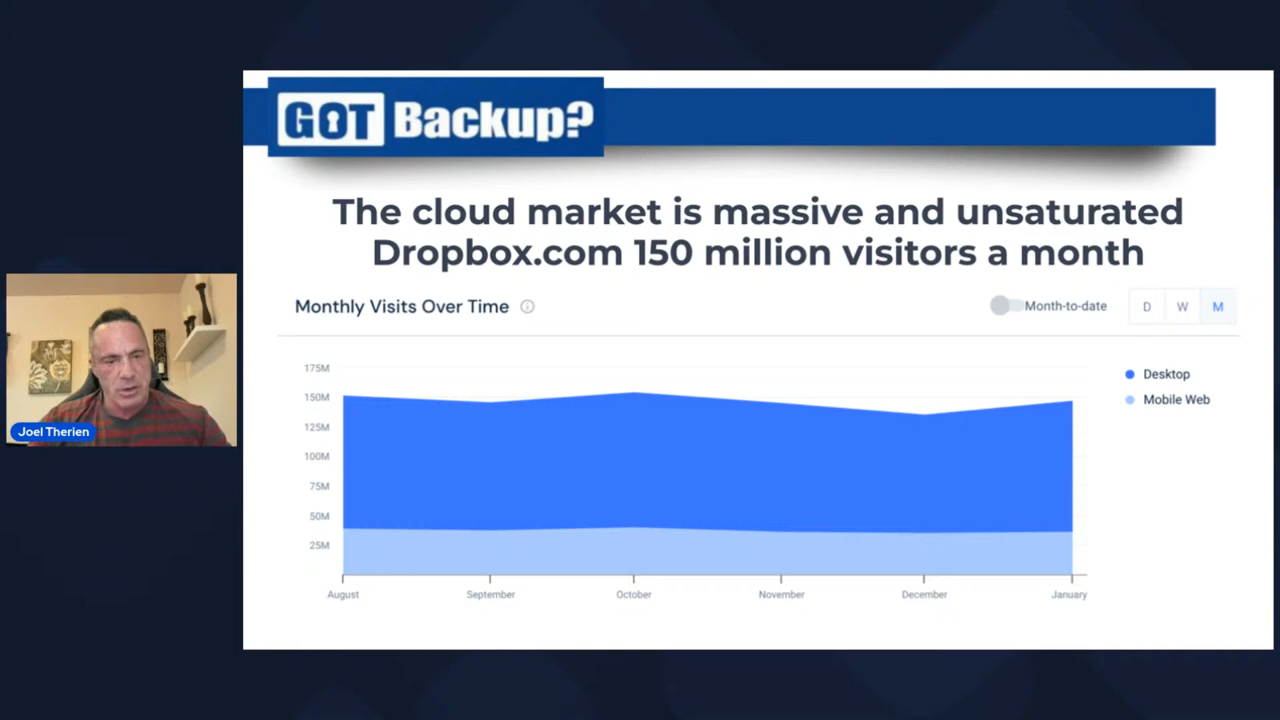 GOT Backup?
The cloud market is massive and unsaturated
Dropbox.com 150 million visitors a month
Monthly Visits Over Time
Month-to-date
D W M
175M
150M
125M
100M
75M
50M
25M
August September October November December January
Desktop
Mobile Web
Joel Therien